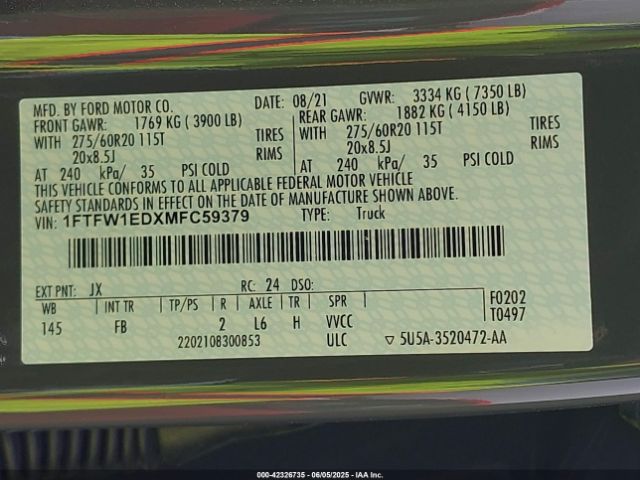 MFD. BY FORD MOTOR CO. DATE: 08/21 GVWR: 3334 KG ( 7350 LB)
FRONT GAWR: 1769 KG ( 3900 LB) REAR GAWR: 1882 KG ( 4150 LB)
WITH 275/60R20 115T TIRES WITH 275/60R20 115T TIRES
20x8.5J RIMS 20x8.5J RIMS
AT 240 kPa/ 35 PSI COLD AT 240 kPa/ 35 PSI COLD
THIS VEHICLE CONFORMS TO ALL APPLICABLE FEDERAL MOTOR VEHICLE
SAFETY STANDARDS IN EFFECT ON THE DATE OF MANUFACTURE SHOWN ABOVE.
VIN: 1FTFW1EDXMFC59379 TYPE: Truck
EXT PNT: JX RC: 24 DSO:
WB INT TR TP/PS R AXLE TR SPR F0202
145 FB 2 L6 H VVCC T0497
2202108300853 ULC ▽ 5U5A-3520472-AA
000-42326735 - 06/05/2025 - IAA Inc.